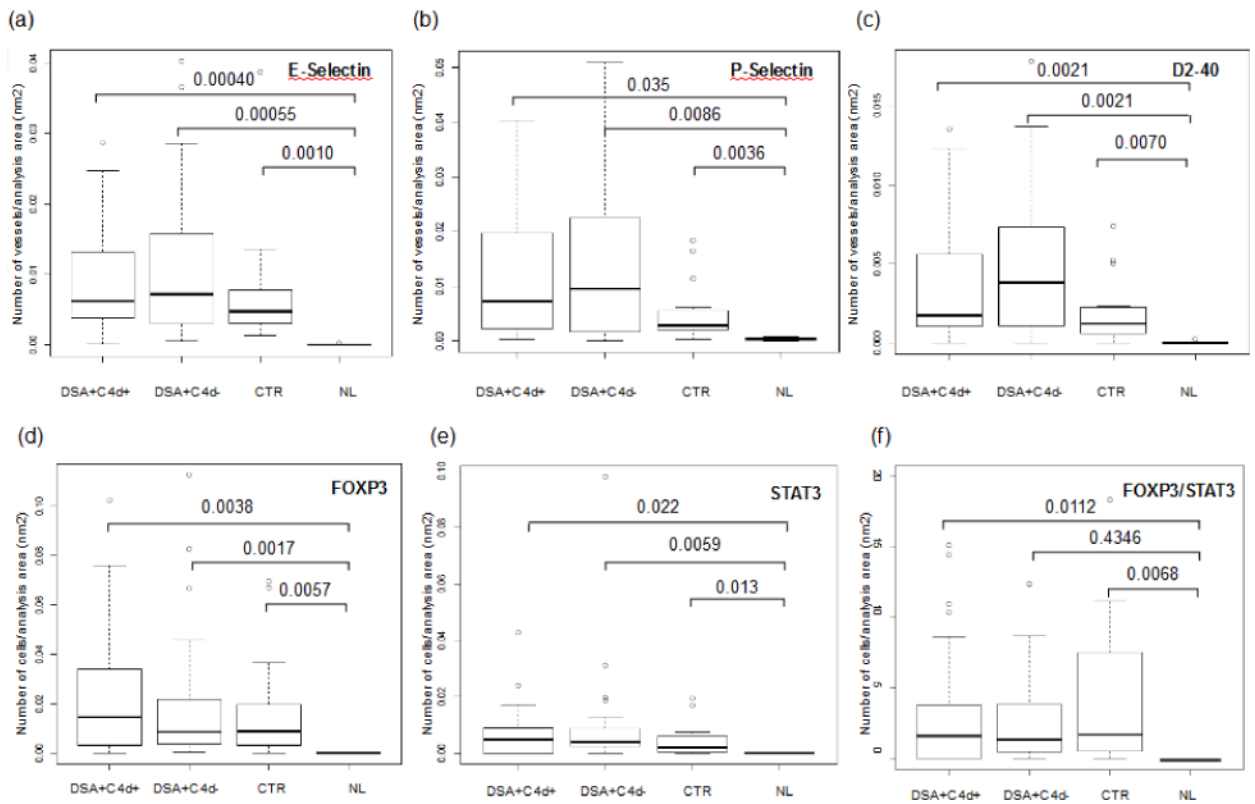 (a)
(b)
(c)
E-Selectin
P-Selectin
D2-40
0.00040
0.00055
0.0010
0.035
0.0086
0.0036
0.0021
0.0021
0.0070
Number of vessels/analysis area (nm2)
0.04
0.03
0.02
0.01
0.00
Number of vessels/analysis area (nm2)
0.05
0.04
0.03
0.02
0.01
0.00
Number of vessels/analysis area (nm2)
0.015
0.010
0.005
0.000
DSA+C4d+ DSA+C4d- CTR NL
DSA+C4d+ DSA+C4d- CTR NL
DSA+C4d+ DSA+C4d- CTR NL
(d)
(e)
(f)
FOXP3
STAT3
FOXP3/STAT3
0.0038
0.0017
0.0057
0.022
0.0059
0.013
0.0112
0.4346
0.0068
Number of cells/analysis area (nm2)
0.10
0.08
0.06
0.04
0.02
0.00
Number of cells/analysis area (nm2)
0.10
0.08
0.06
0.04
0.02
0.00
Number of cells/analysis area (nm2)
20
15
10
5
0
DSA+C4d+ DSA+C4d- CTR NL
DSA+C4d+ DSA+C4d- CTR NL
DSA+C4d+ DSA+C4d- CTR NL